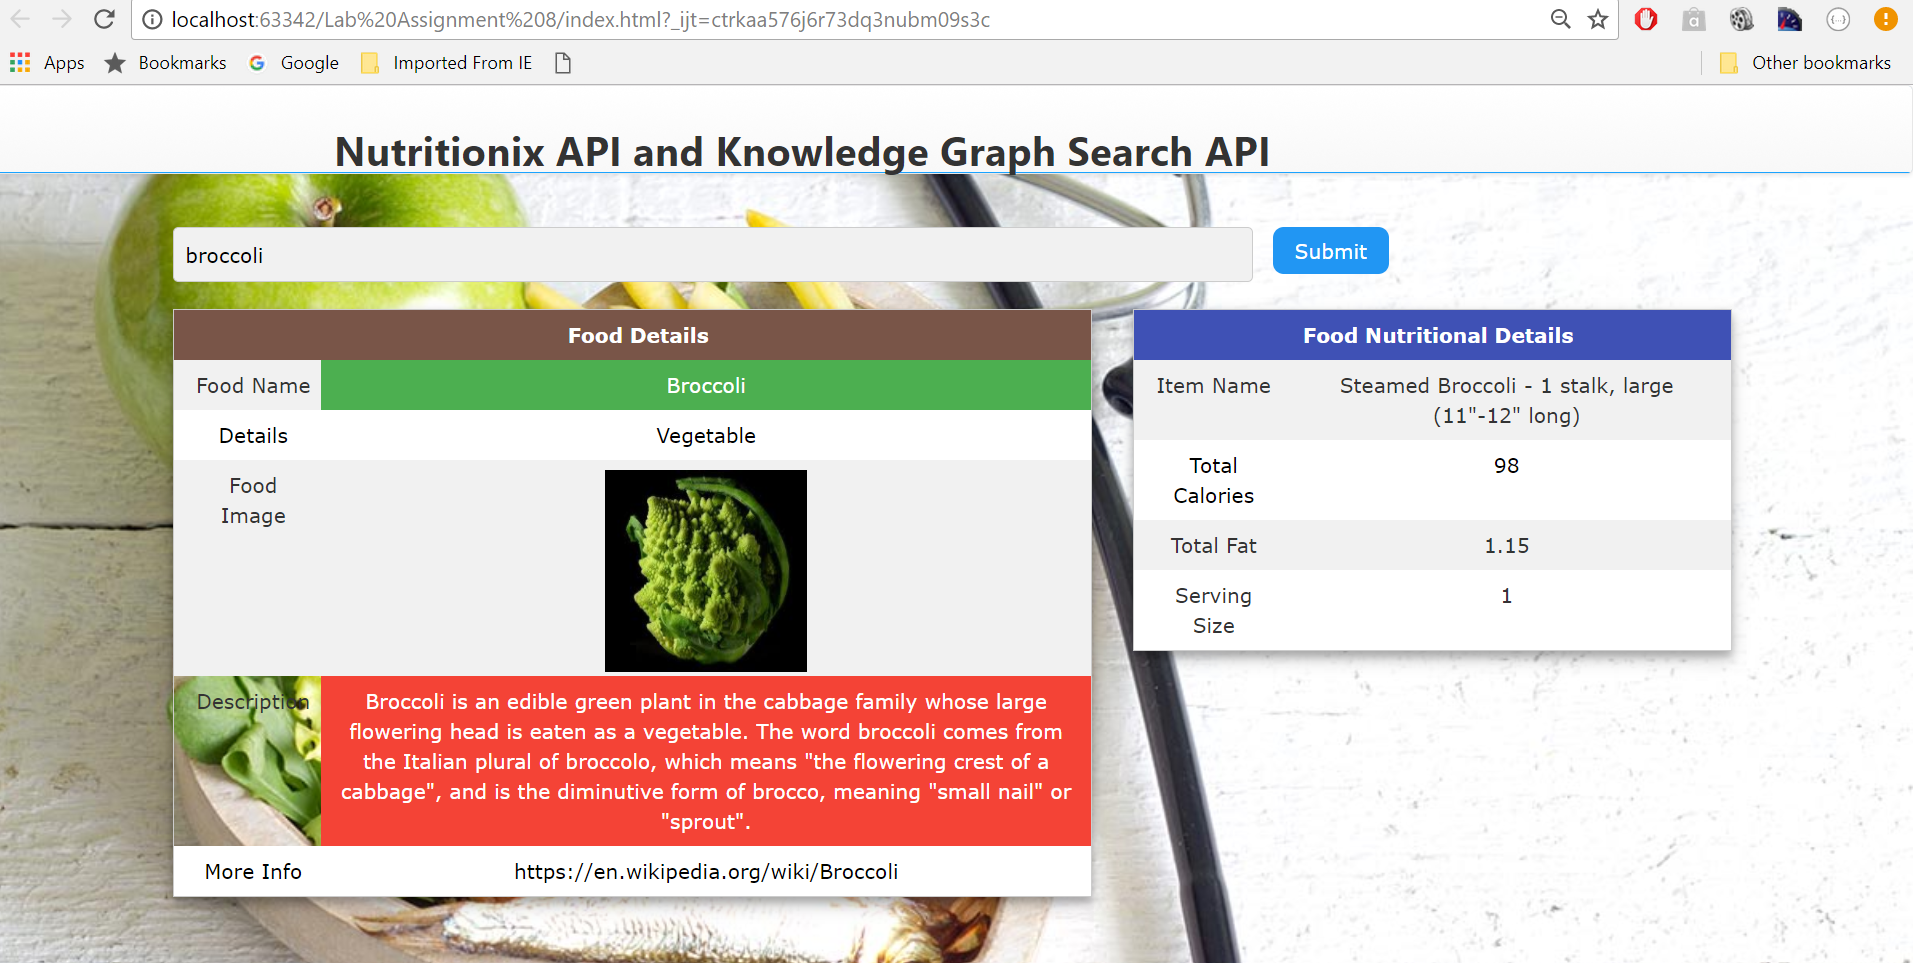 localhost:63342/Lab%20Assignment%208/index.html?_ijt=ctrkaa576j6r73dq3nubm09s3c
Apps Bookmarks Google Imported From IE Other bookmarks
Nutritionix API and Knowledge Graph Search API
broccoli Submit
Food Details
Food Name Broccoli
Details Vegetable
Food
Image
Description Broccoli is an edible green plant in the cabbage family whose large
flowering head is eaten as a vegetable. The word broccoli comes from
the Italian plural of broccolo, which means "the flowering crest of a
cabbage", and is the diminutive form of brocco, meaning "small nail" or
"sprout".
More Info https://en.wikipedia.org/wiki/Broccoli
Food Nutritional Details
Item Name Steamed Broccoli - 1 stalk, large
(11"-12" long)
Total 98
Calories
Total Fat 1.15
Serving 1
Size